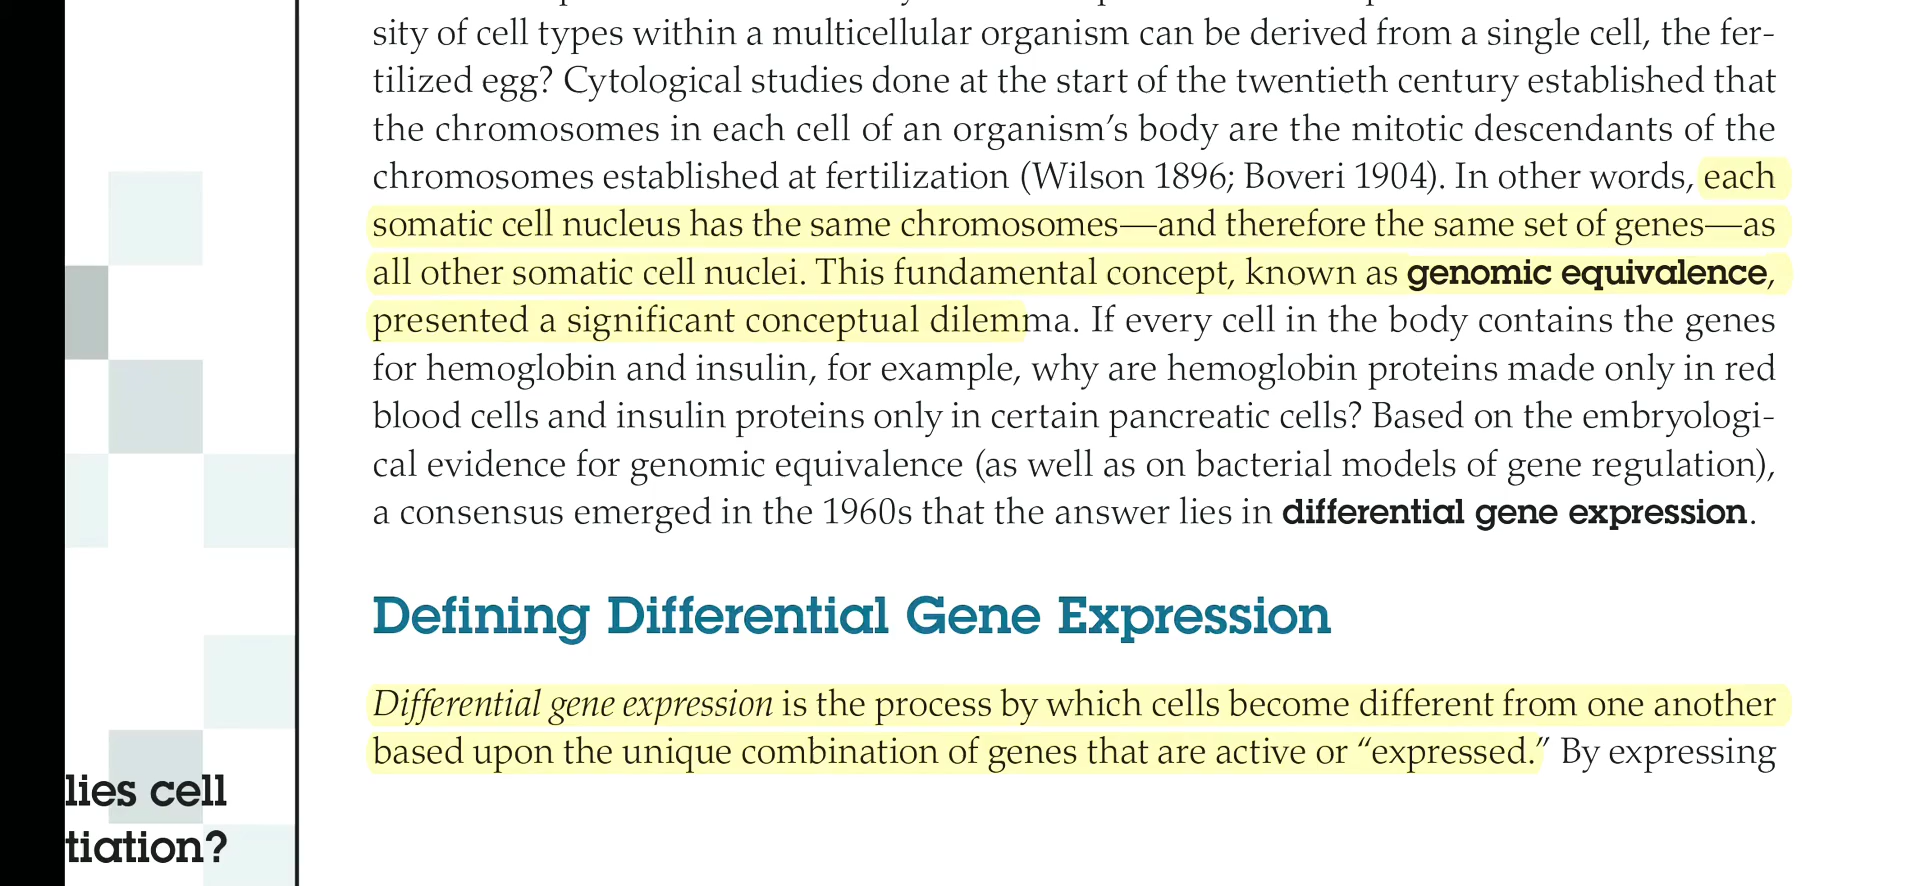 sity of cell types within a multicellular organism can be derived from a single cell, the fer-
tilized egg? Cytological studies done at the start of the twentieth century established that
the chromosomes in each cell of an organism's body are the mitotic descendants of the
chromosomes established at fertilization (Wilson 1896; Boveri 1904). In other words, each
somatic cell nucleus has the same chromosomes—and therefore the same set of genes—as
all other somatic cell nuclei. This fundamental concept, known as genomic equivalence,
presented a significant conceptual dilemma. If every cell in the body contains the genes
for hemoglobin and insulin, for example, why are hemoglobin proteins made only in red
blood cells and insulin proteins only in certain pancreatic cells? Based on the embryologi-
cal evidence for genomic equivalence (as well as on bacterial models of gene regulation),
a consensus emerged in the 1960s that the answer lies in differential gene expression.
Defining Differential Gene Expression
Differential gene expression is the process by which cells become different from one another
based upon the unique combination of genes that are active or “expressed.” By expressing
lies cell
tiation?